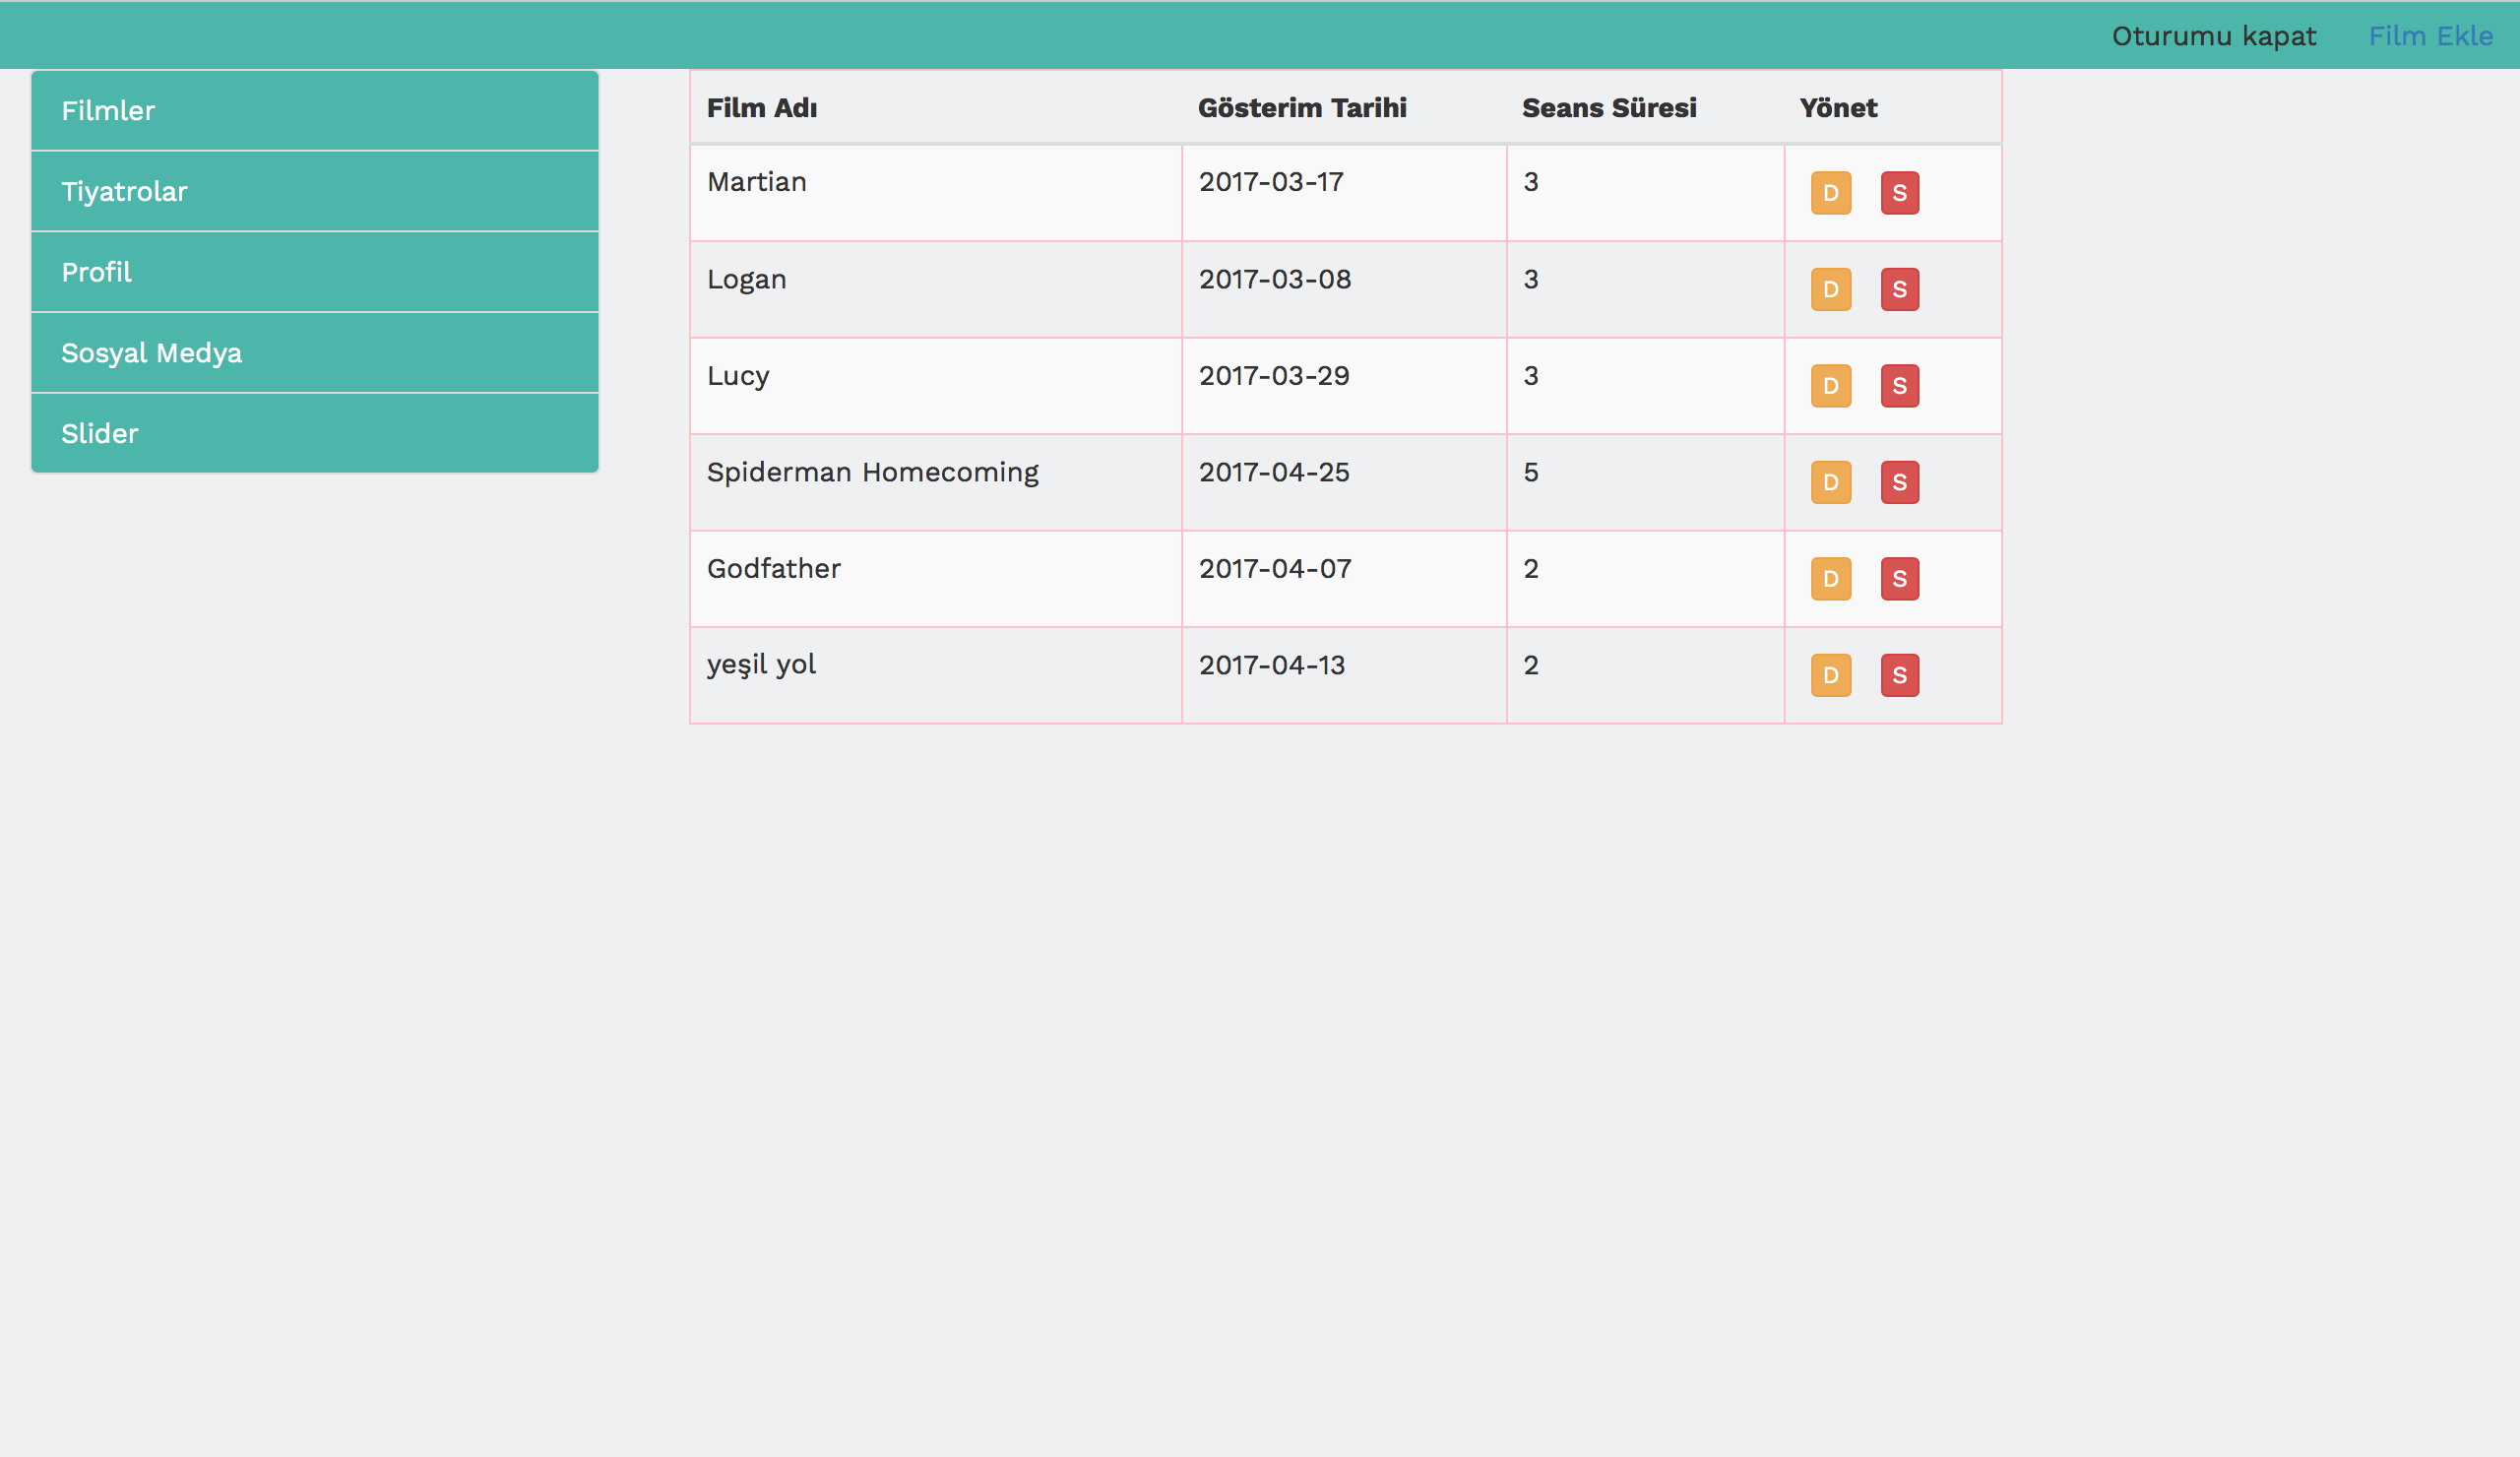 Oturumu kapat Film Ekle
Filmler
Tiyatrolar
Profil
Sosyal Medya
Slider
Film Adı Gösterim Tarihi Seans Süresi Yönet
Martian 2017-03-17 3 D S
Logan 2017-03-08 3 D S
Lucy 2017-03-29 3 D S
Spiderman Homecoming 2017-04-25 5 D S
Godfather 2017-04-07 2 D S
yeşil yol 2017-04-13 2 D S